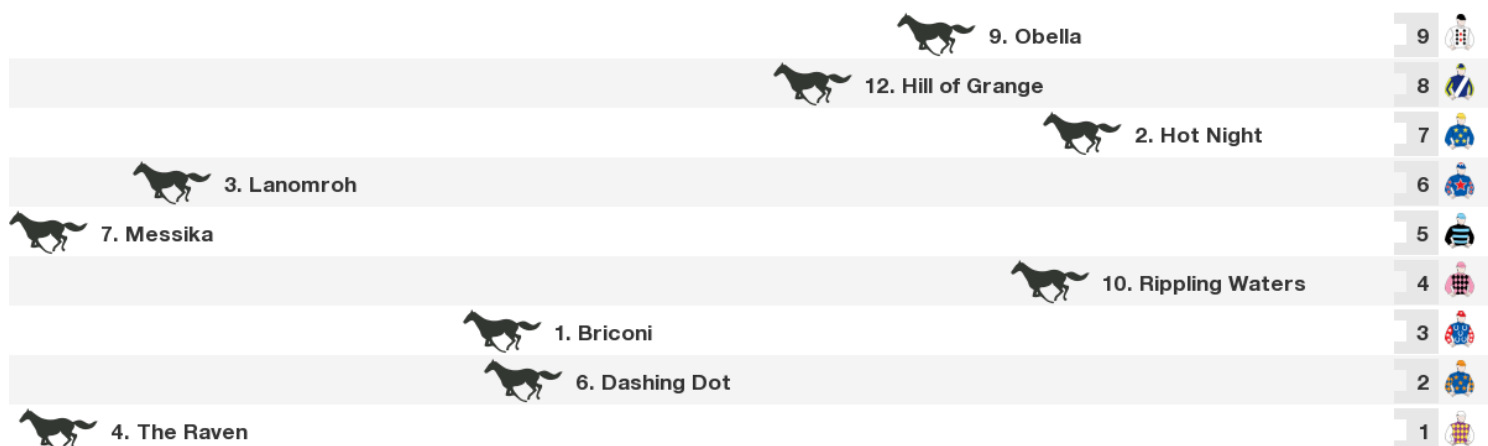 9. Obella 9
12. Hill of Grange 8
2. Hot Night 7
3. Lanomroh 6
7. Messika 5
10. Rippling Waters 4
1. Briconi 3
6. Dashing Dot 2
4. The Raven 1